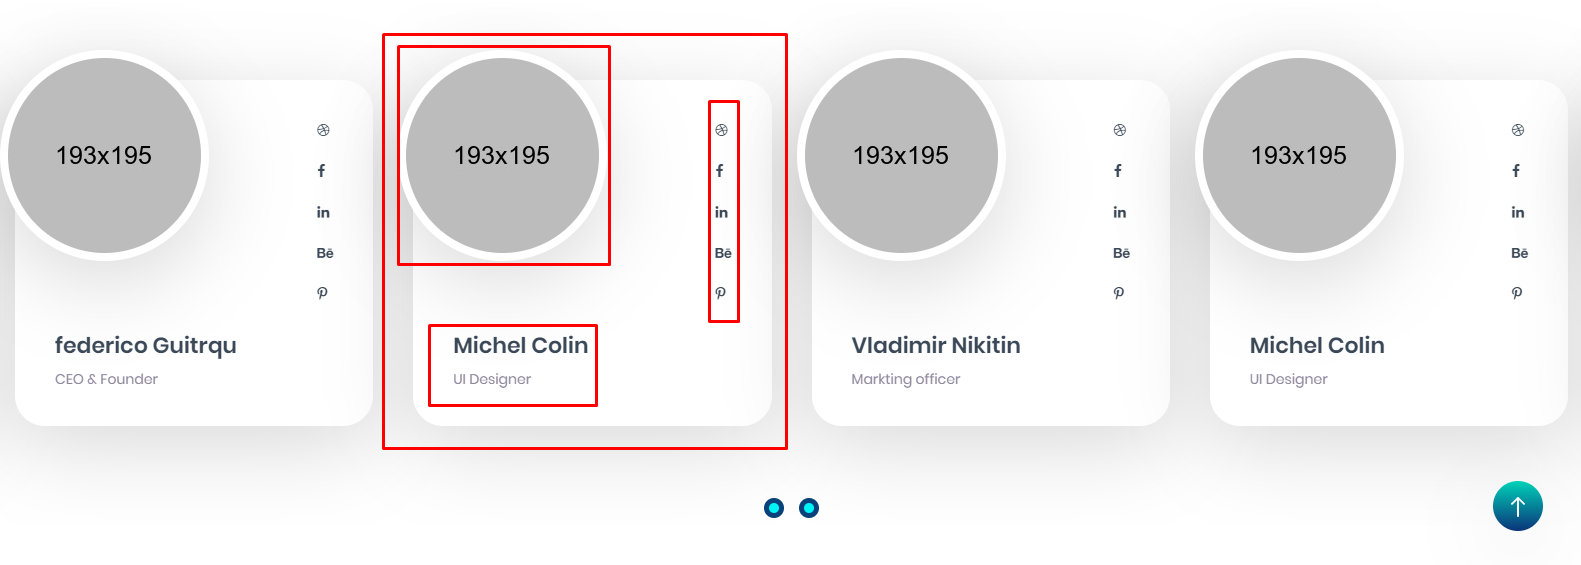 193x195
f
in
Bē
federico Guitrqu
CEO & Founder
193x195
f
in
Bē
Michel Colin
UI Designer
193x195
f
in
Bē
Vladimir Nikitin
Markting officer
193x195
f
in
Bē
Michel Colin
UI Designer